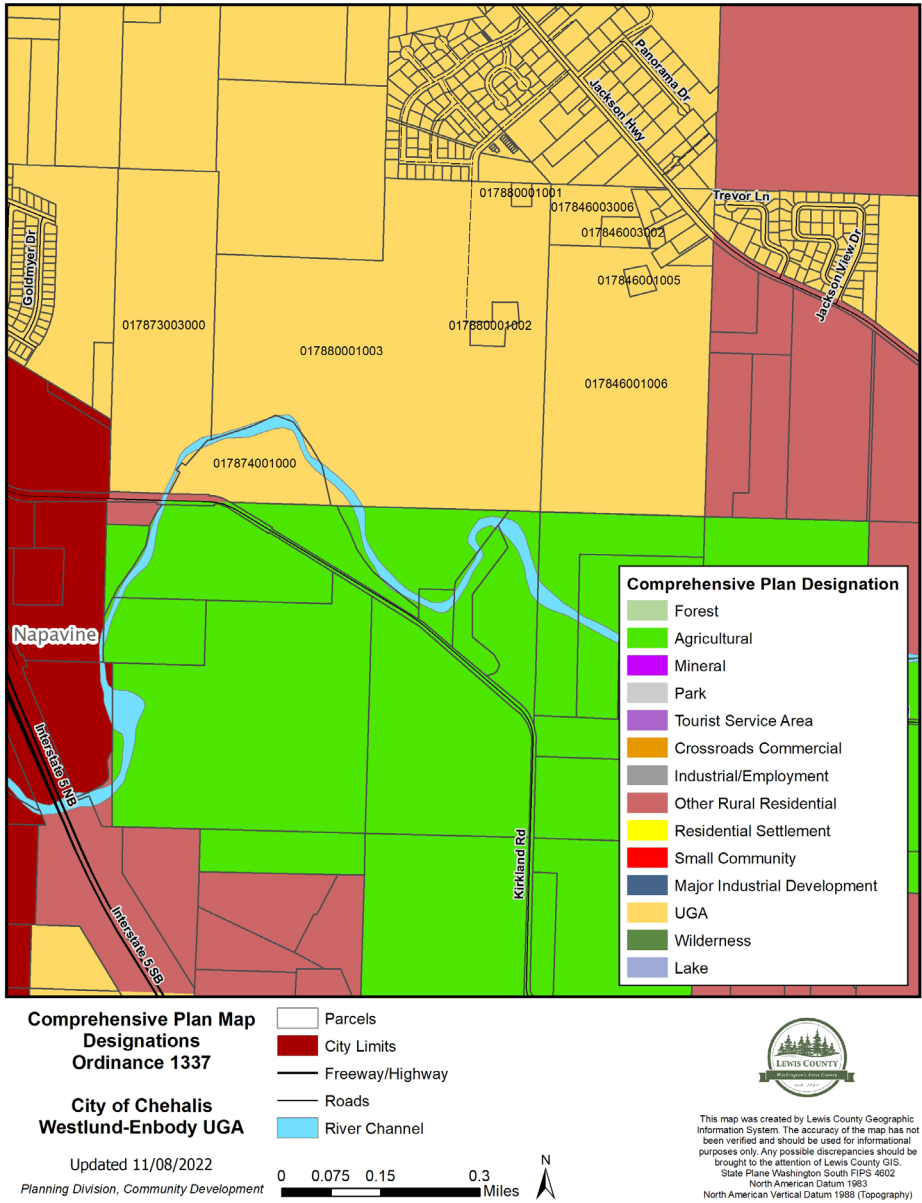 Panorama Dr
Jackson Hwy
017880001001
Trevor Ln
017846003006
017846003002
Goldmyer Dr
Jackson View Dr
017846001005
017873003000
017880001002
017880001003
017846001006
017874001000
Napavine
Interstate 5 NB
Kirkland Rd
Interstate 5 SB
Comprehensive Plan Designation
Forest
Agricultural
Mineral
Park
Tourist Service Area
Crossroads Commercial
Industrial/Employment
Other Rural Residential
Residential Settlement
Small Community
Major Industrial Development
UGA
Wilderness
Lake
Comprehensive Plan Map
Designations
Ordinance 1337
City of Chehalis
Westlund-Enbody UGA
Updated 11/08/2022
Planning Division, Community Development
Parcels
City Limits
Freeway/Highway
Roads
River Channel
0 0.075 0.15 0.3
Miles
N
LEWIS COUNTY
Washington's First County
EST. 1845
This map was created by Lewis County Geographic
Information System. The accuracy of the map has not
been verified and should be used for informational
purposes only. Any possible discrepancies should be
brought to the attention of Lewis County GIS.
State Plane Washington South FIPS 4602
North American Datum 1983
North American Vertical Datum 1988 (Topography)